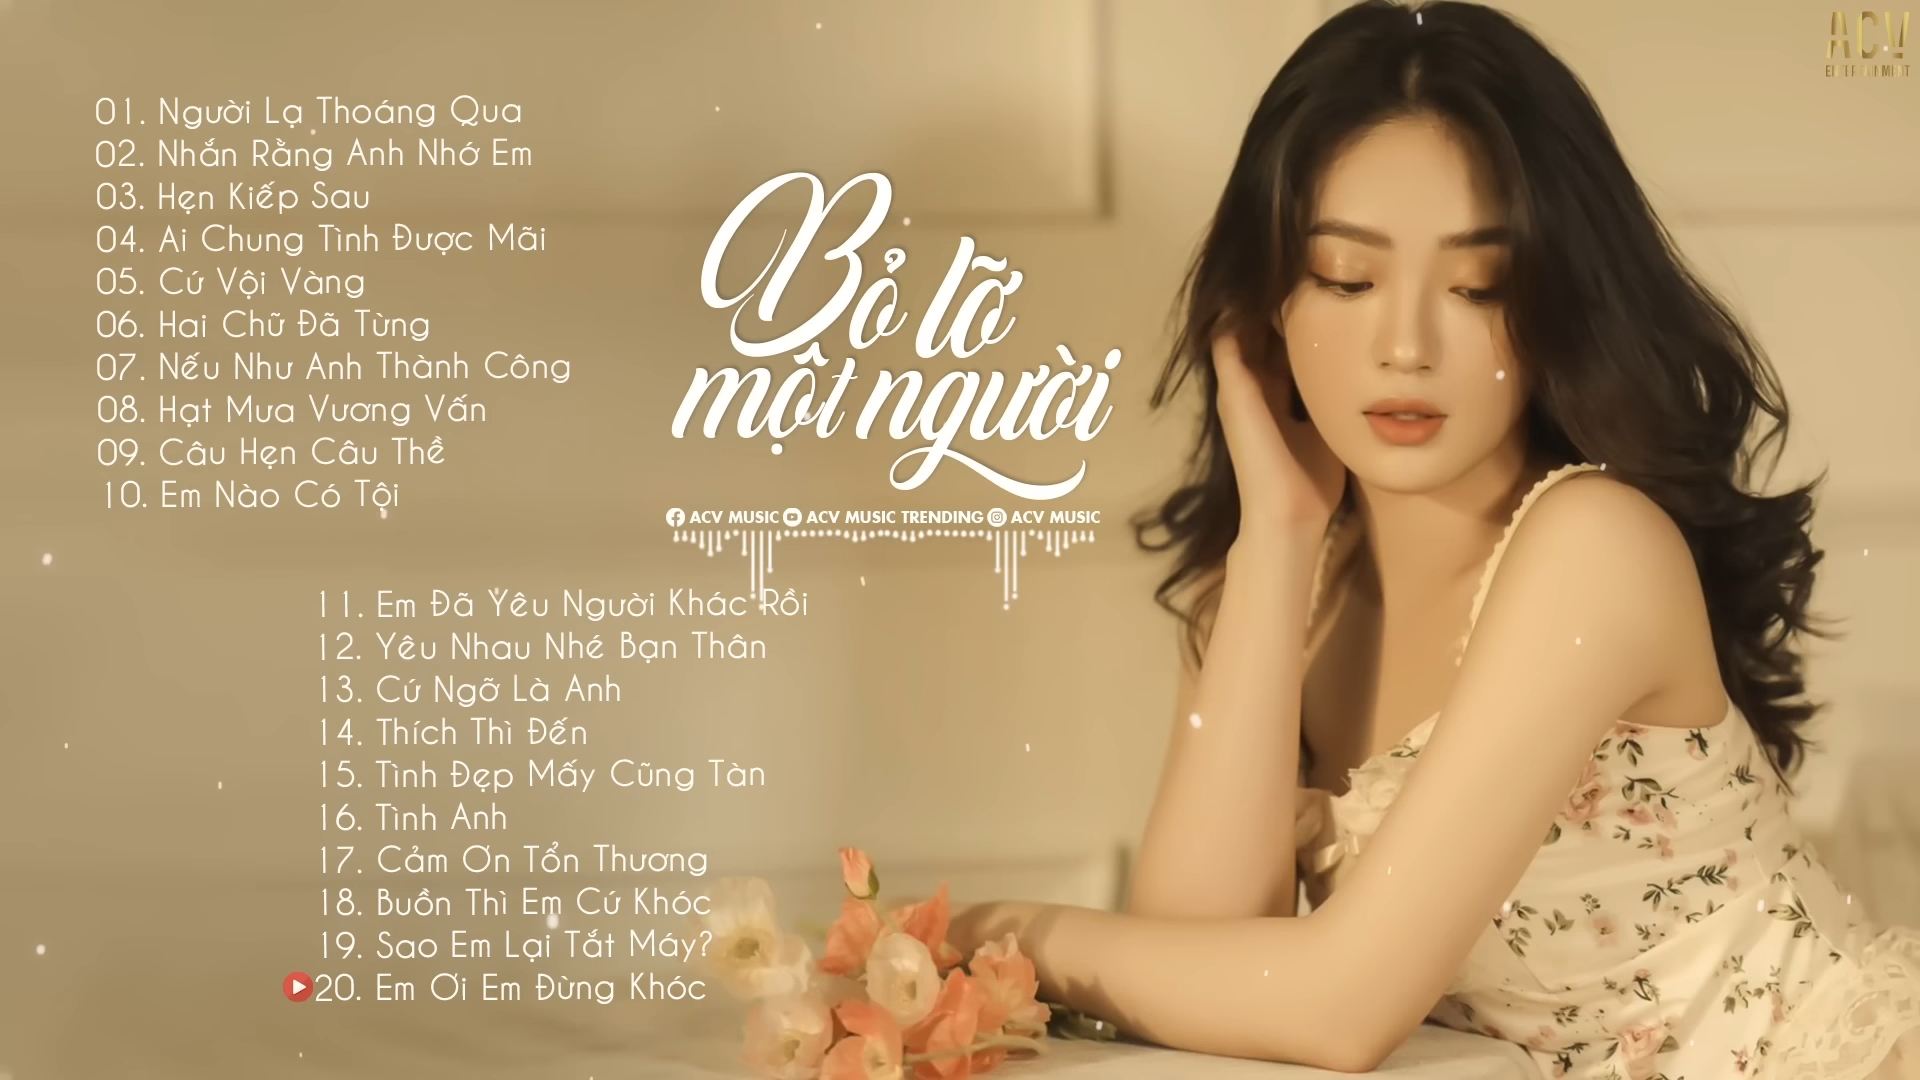 01. Người Lạ Thoáng Qua
02. Nhắn Rằng Anh Nhớ Em
03. Hẹn Kiếp Sau
04. Ai Chung Tình Được Mãi
05. Cứ Vội Vàng
06. Hai Chữ Đã Từng
07. Nếu Như Anh Thành Công
08. Hạt Mưa Vương Vấn
09. Câu Hẹn Câu Thề
10. Em Nào Có Tội
Bỏ lỡ
một người
ACV MUSIC ACV MUSIC TRENDING ACV MUSIC
11. Em Đã Yêu Người Khác Rồi
12. Yêu Nhau Nhé Bạn Thân
13. Cứ Ngỡ Là Anh
14. Thích Thì Đến
15. Tình Đẹp Mấy Cũng Tàn
16. Tình Anh
17. Cảm Ơn Tổn Thương
18. Buồn Thì Em Cứ Khóc
19. Sao Em Lại Tắt Máy?
20. Em Ơi Em Đừng Khóc
ACV
ENTERTAINMENT